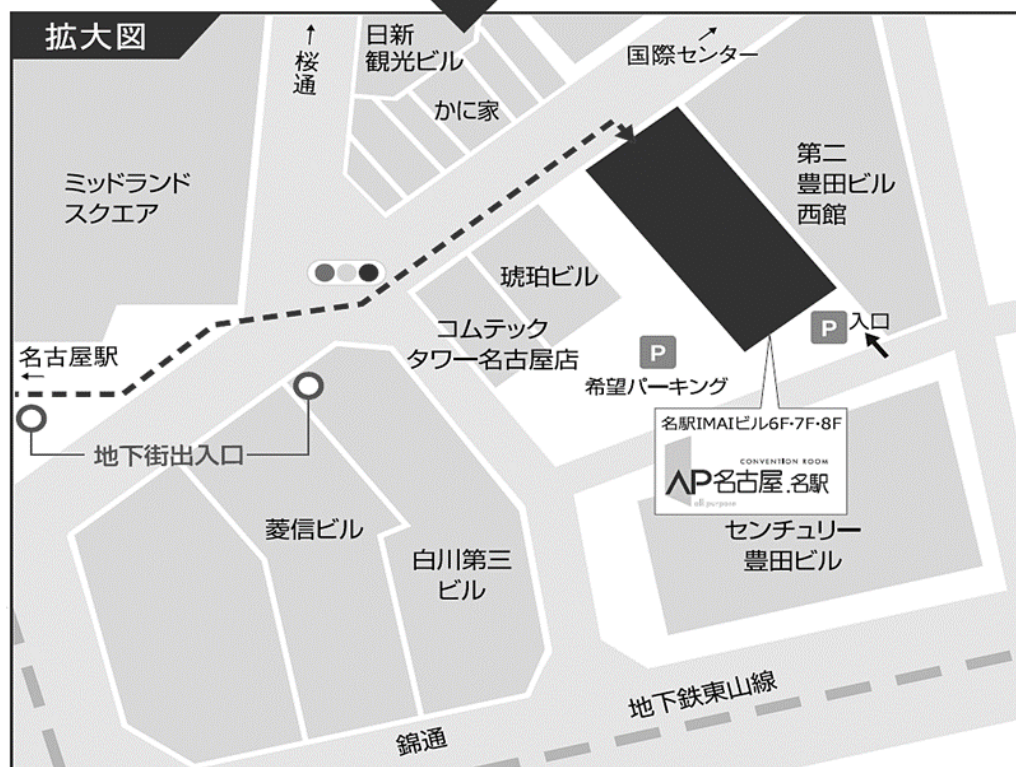 拡大図
↑
桜
通
日新
観光ビル
かに家
国際センター
ミッドランド
スクエア
第二
豊田ビル
西館
琥珀ビル
コムテック
タワー名古屋店
P
入口
P
希望パーキング
名古屋駅
←
地下街出入口
名駅IMAIビル6F・7F・8F
CONVENTION ROOM
AP名古屋.名駅
all purpose
菱信ビル
白川第三
ビル
センチュリー
豊田ビル
地下鉄東山線
錦通